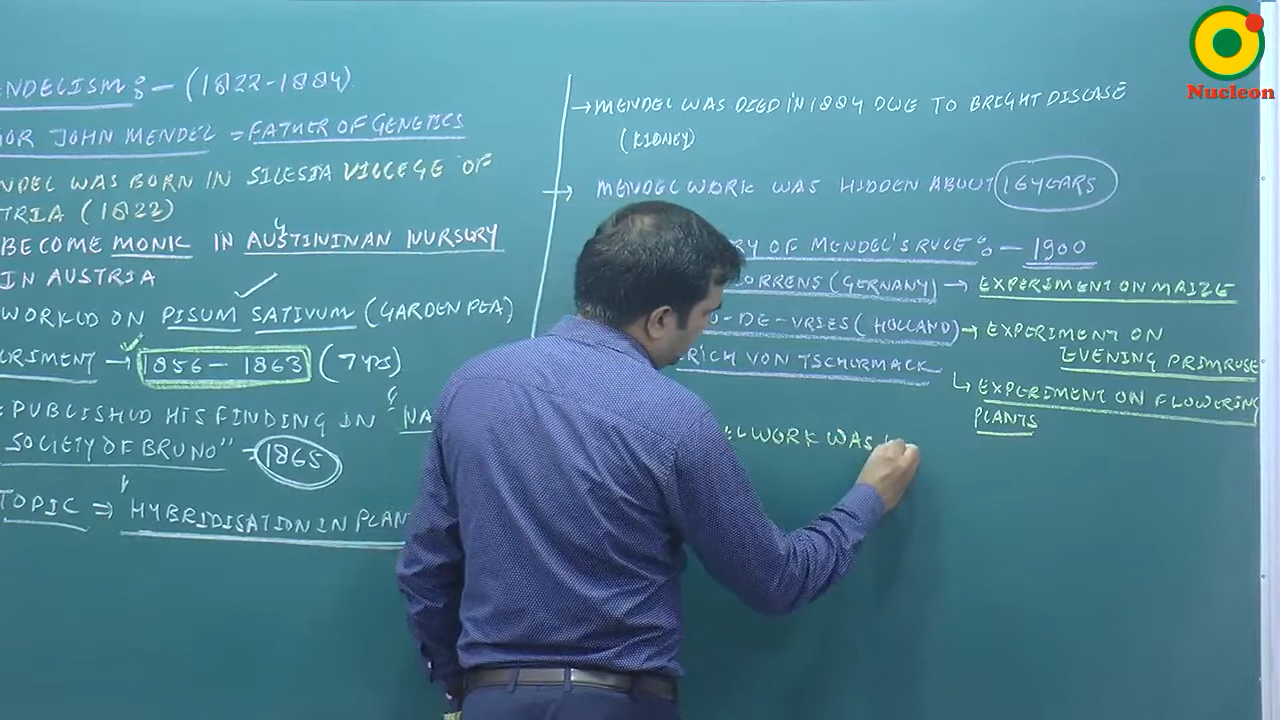 ENDELISM :- (1822-1884)
GOR JOHN MENDEL = FATHER OF GENETICS
NDEL WAS BORN IN SILESIA VILLEGE OF
TRIA (1822)
BECOME MONK IN AUSTININAN NURSURY
IN AUSTRIA
WORKED ON PISUM SATIVUM (GARDEN PEA)
ERIMENT → 1856 - 1863 (7 YRS)
PUBLISHED HIS FINDING IN "NA
SOCIETY OF BRUNO" = 1865
TOPIC ⇒ "HYBRIDISATION IN PLAN
→ MENDEL WAS DIED IN 1884 DUE TO BRIGHT DISEASE
(KIDNEY)
→ MENDEL WORK WAS HIDDEN ABOUT 16 YEARS
RY OF MENDEL'S RULE :- 1900
ORRENS (GERMANY) → EXPERIMENT ON MAIZE
O-DE-VRIES (HOLLAND) → EXPERIMENT ON
EVENING PRIMROSE
RICH VON TSCHERMACK
↳ EXPERIMENT ON FLOWERING
PLANTS
EL WORK WAS
Nucleon